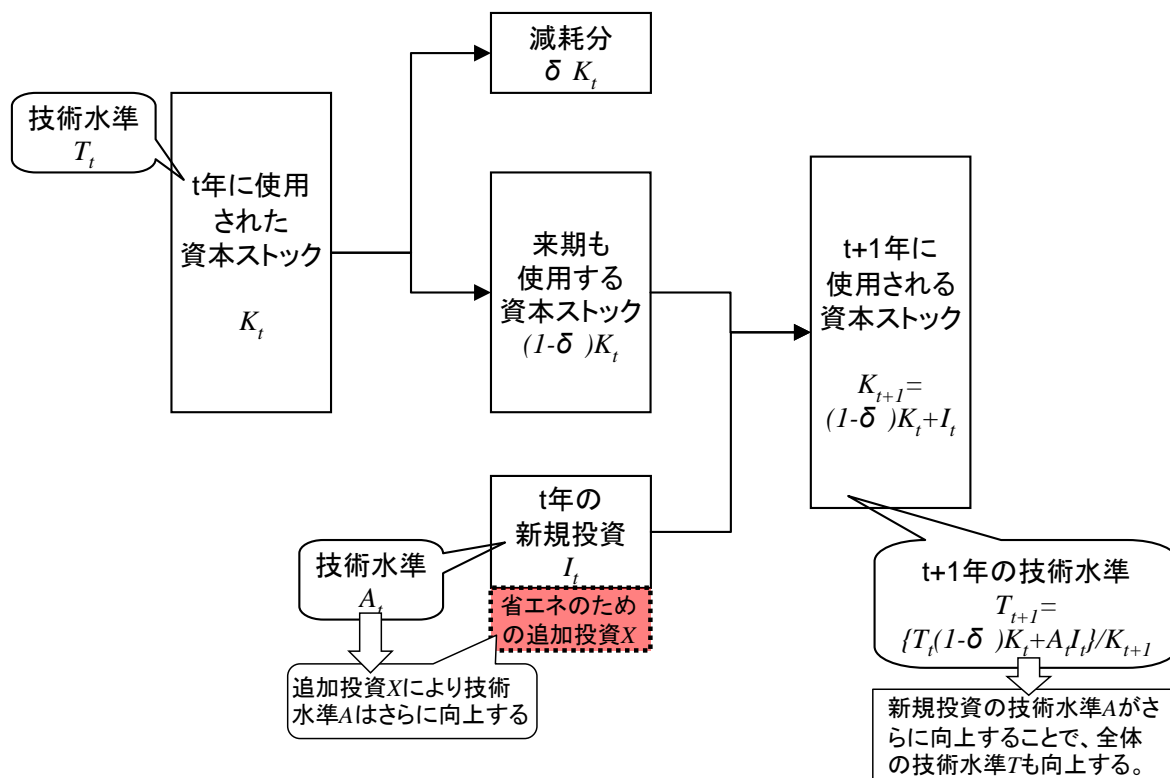 減耗分
δ K_t
技術水準
T_t
t年に使用
された
資本ストック
K_t
来期も
使用する
資本ストック
(1-δ )K_t
t+1年に
使用される
資本ストック
K_{t+1}=
(1-δ )K_t+I_t
t年の
新規投資
I_t
省エネのため
の追加投資X
技術水準
A_t
追加投資Xにより技術
水準Aはさらに向上する
t+1年の技術水準
T_{t+1}=
{T_t(1-δ )K_t+A_tI_t}/K_{t+1}
新規投資の技術水準Aがさ
らに向上することで、全体
の技術水準Tも向上する。